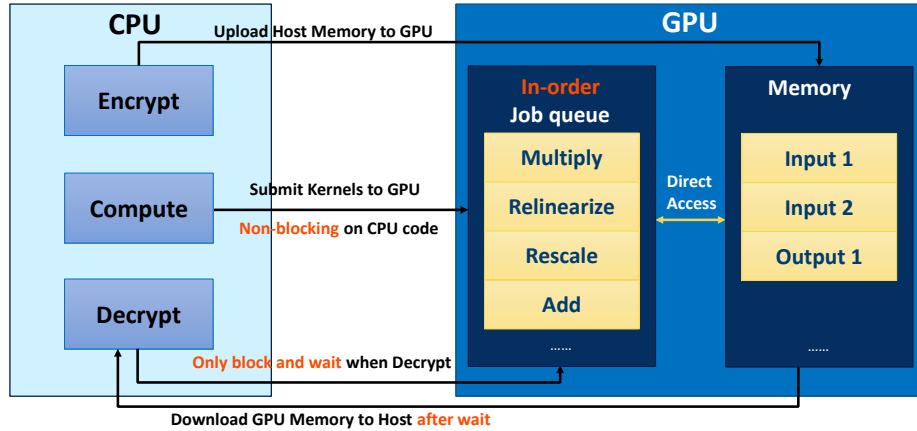 CPU
GPU
Upload Host Memory to GPU
Encrypt
In-order
Job queue
Memory
Multiply
Input 1
Submit Kernels to GPU
Direct
Access
Compute
Relinearize
Input 2
Non-blocking on CPU code
Rescale
Output 1
Decrypt
Add
......
......
Only block and wait when Decrypt
Download GPU Memory to Host after wait